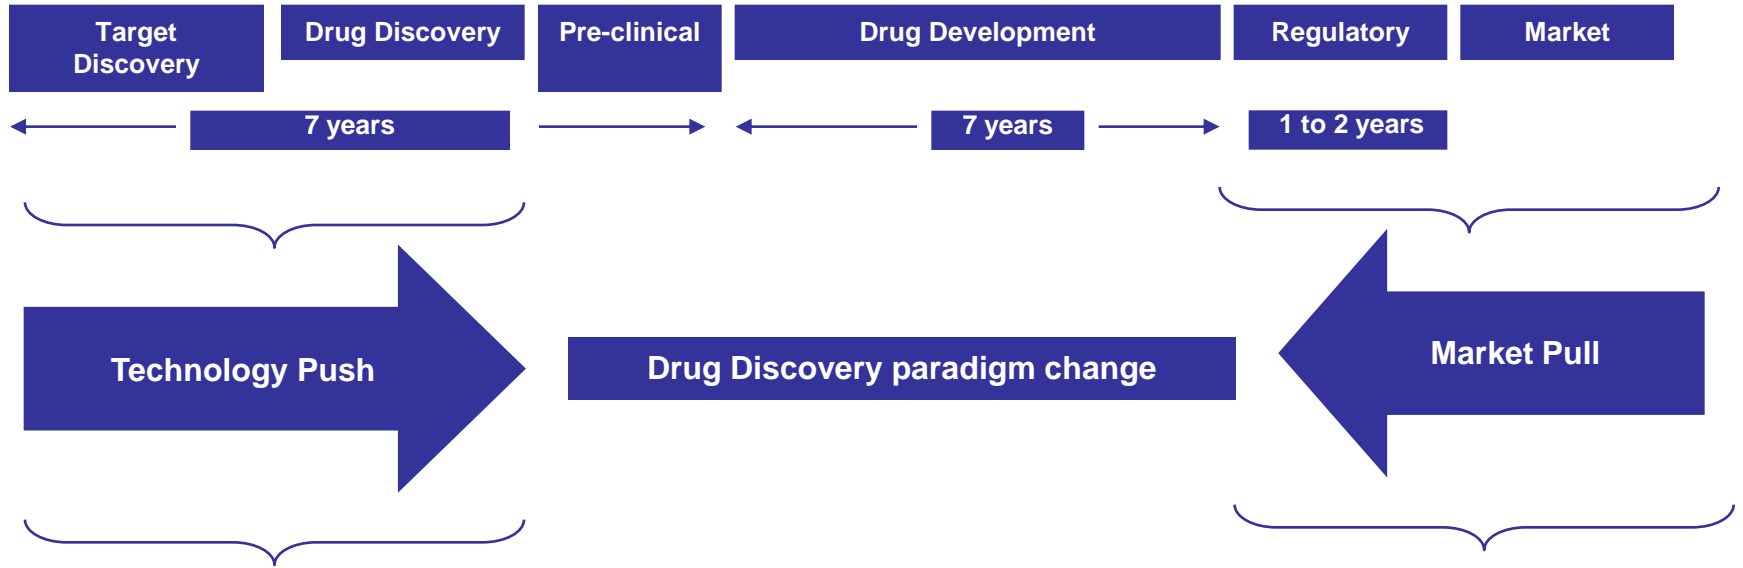 Target
Discovery
Drug Discovery
Pre-clinical
Drug Development
Regulatory
Market
7 years
7 years
1 to 2 years
Technology Push
Drug Discovery paradigm change
Market Pull